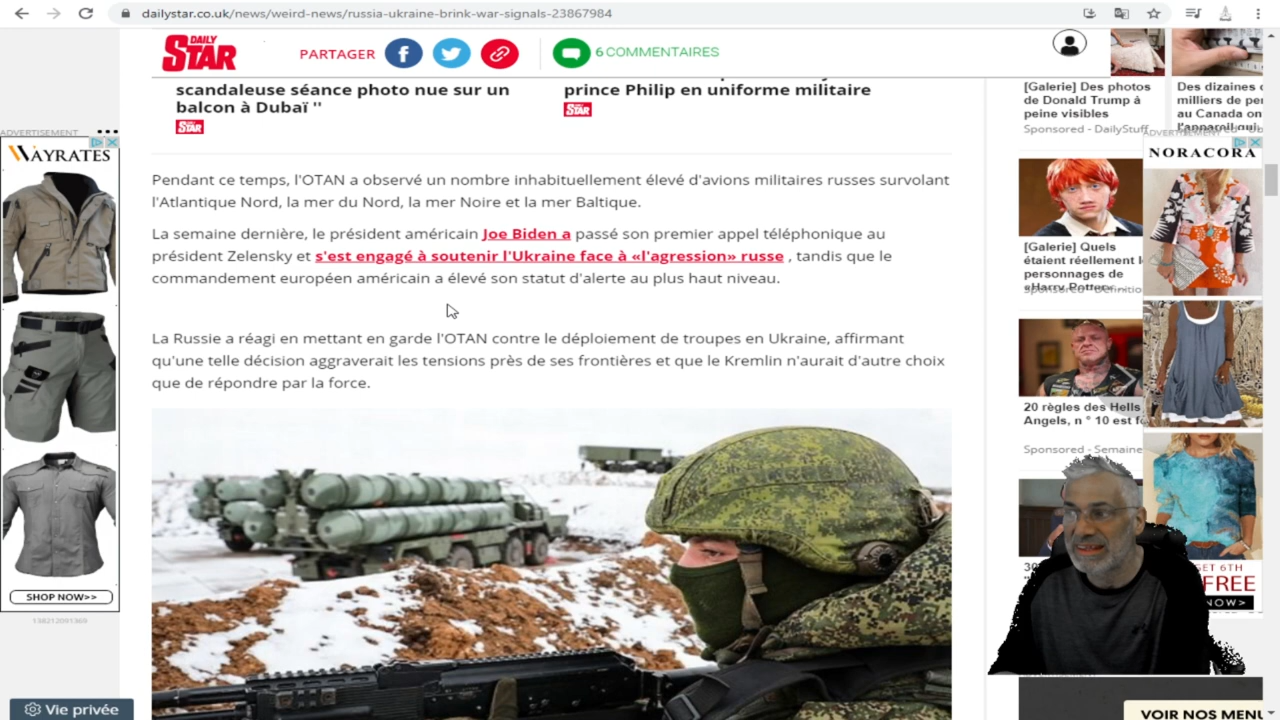 dailystar.co.uk/news/weird-news/russia-ukraine-brink-war-signals-23867984
DAILY
STAR
PARTAGER
6 COMMENTAIRES
scandaleuse séance photo nue sur un
balcon à Dubaï ''
STAR
prince Philip en uniforme militaire
STAR
Pendant ce temps, l'OTAN a observé un nombre inhabituellement élevé d'avions militaires russes survolant
l'Atlantique Nord, la mer du Nord, la mer Noire et la mer Baltique.
La semaine dernière, le président américain Joe Biden a passé son premier appel téléphonique au
président Zelensky et s'est engagé à soutenir l'Ukraine face à «l'agression» russe , tandis que le
commandement européen américain a élevé son statut d'alerte au plus haut niveau.
La Russie a réagi en mettant en garde l'OTAN contre le déploiement de troupes en Ukraine, affirmant
qu'une telle décision aggraverait les tensions près de ses frontières et que le Kremlin n'aurait d'autre choix
que de répondre par la force.
ADVERTISEMENT
WAYRATES
SHOP NOW>>
138212091369
Vie privée
[Galerie] Des photos
de Donald Trump à
peine visibles
Sponsored - DailyStuff
Des dizaines
milliers de
au Canada on
l'appareil qui
ADVERTISEMENT
NORACORA
[Galerie] Quels
étaient réellement
personnages de
«Harry Potter»...
Sponsored - Definitio
20 règles des Hells
Angels, n ° 10 est
Sponsored - Semaine
GET 6TH
FREE
NOW>
VOIR NOS MENU